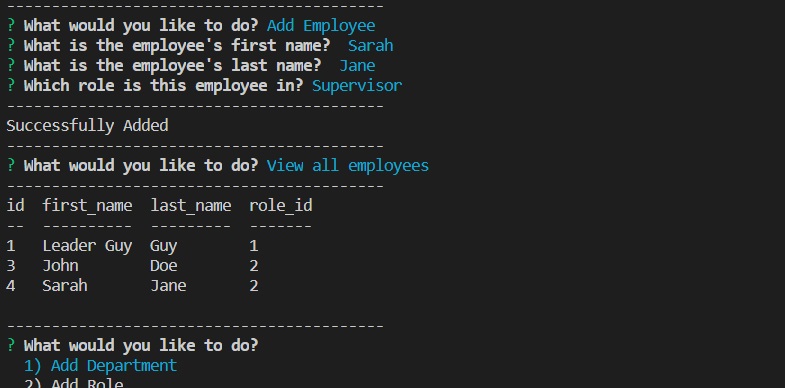 ------------------------------------------
? What would you like to do? Add Employee
? What is the employee's first name?  Sarah
? What is the employee's last name?  Jane
? Which role is this employee in? Supervisor
------------------------------------------
Successfully Added
------------------------------------------
? What would you like to do? View all employees
------------------------------------------
id  first_name  last_name  role_id
--  ----------  ---------  -------
1   Leader Guy  Guy        1
3   John        Doe        2
4   Sarah       Jane       2
------------------------------------------
? What would you like to do?
  1) Add Department
  2) Add Role